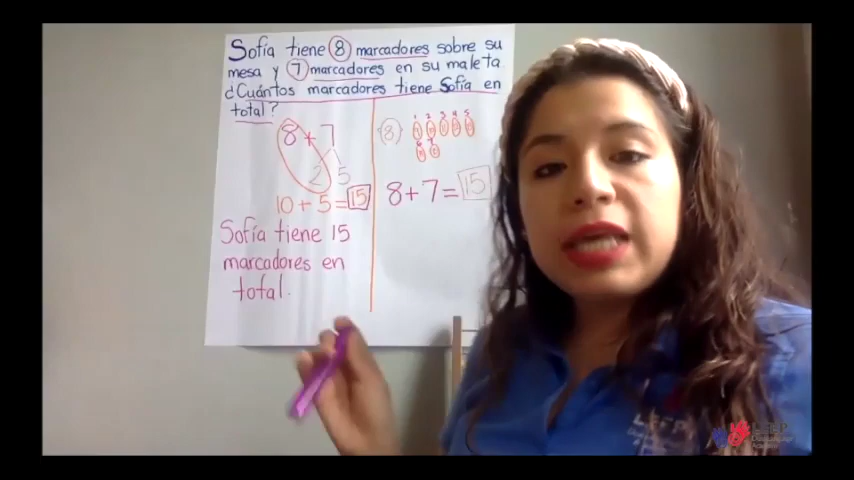 Sofía tiene 8 marcadores sobre su
mesa y 7 marcadores en su maleta.
¿Cuántos marcadores tiene Sofía en
total?
8 + 7
2 5
10 + 5 = 15
Sofía tiene 15
marcadores en
total.
8
1 2 3 4 5
8 + 7 = 15